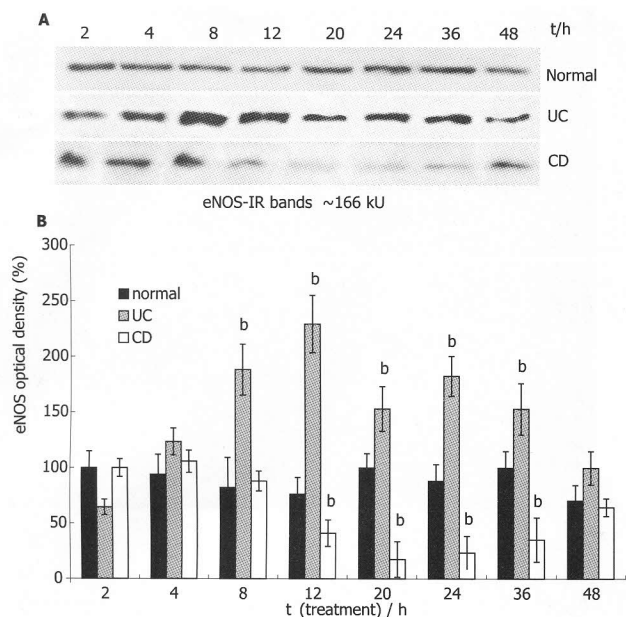 A
2 4 8 12 20 24 36 48 t/h
Normal
UC
CD
eNOS-IR bands ~166 kU
B
eNOS optical density (%)
300
250
200
150
100
50
0
normal
UC
CD
b b b b b
b b b b
2 4 8 12 20 24 36 48
t (treatment) / h